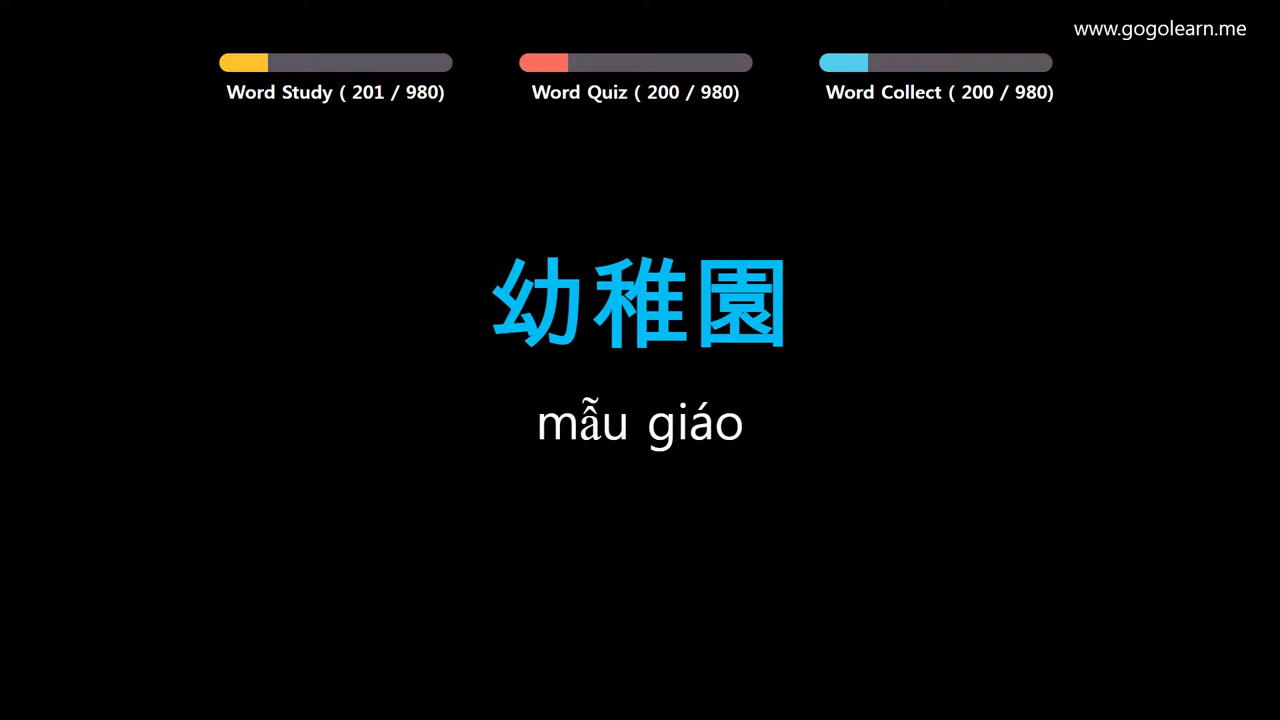 www.gogolearn.me
Word Study ( 201 / 980)
Word Quiz ( 200 / 980)
Word Collect ( 200 / 980)
幼稚園
mẫu giáo